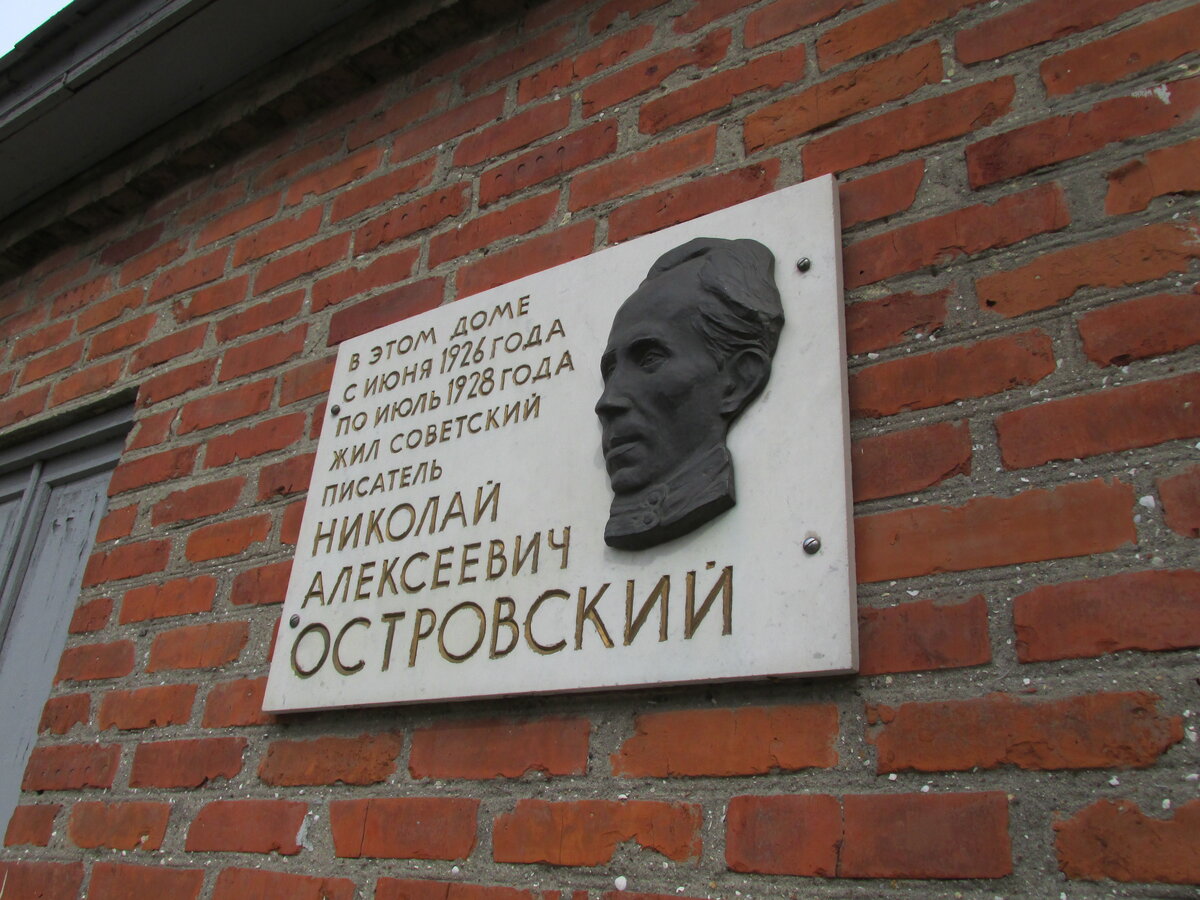 В ЭТОМ ДОМЕ
С ИЮНЯ 1926 ГОДА
ПО ИЮЛЬ 1928 ГОДА
ЖИЛ СОВЕТСКИЙ
ПИСАТЕЛЬ
НИКОЛАЙ
АЛЕКСЕЕВИЧ
ОСТРОВСКИЙ